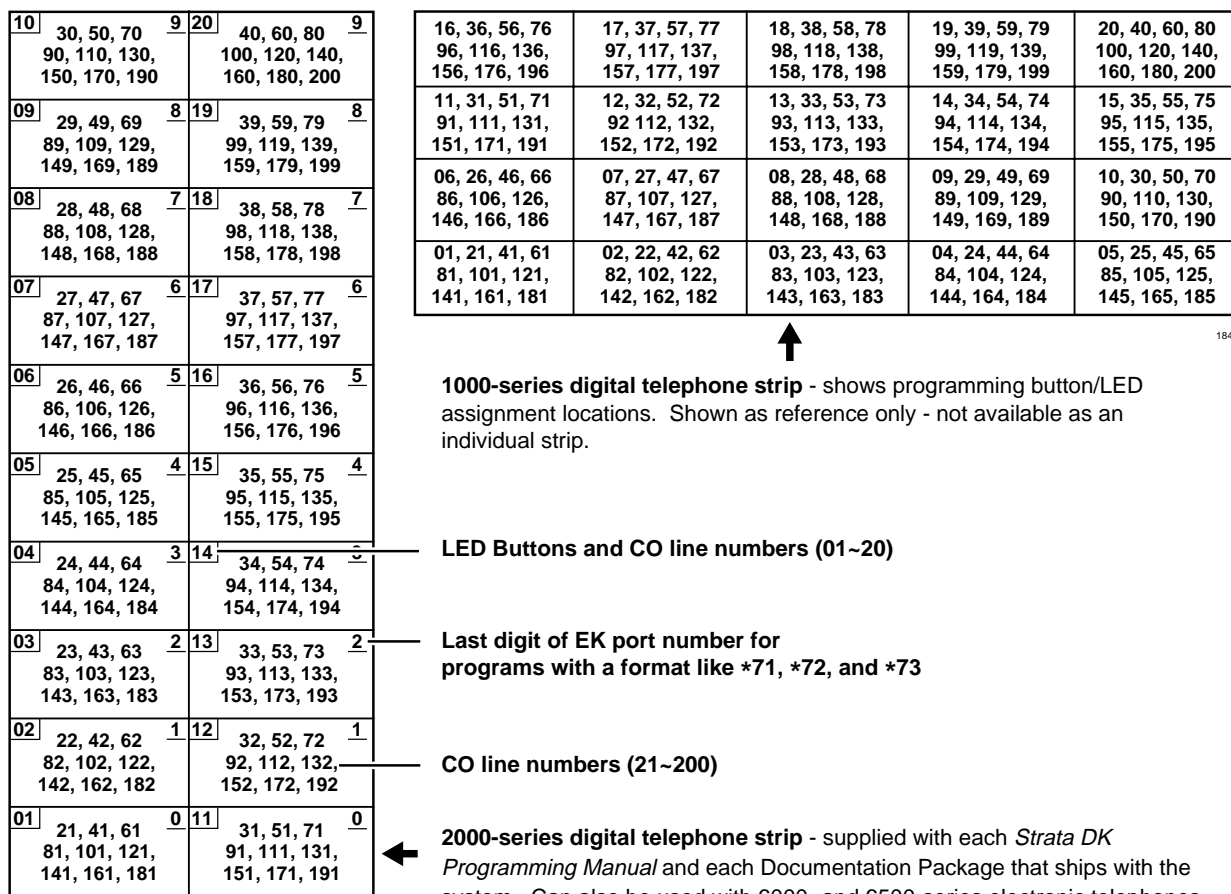 10 9 20 9
30, 50, 70 40, 60, 80
90, 110, 130, 100, 120, 140,
150, 170, 190 160, 180, 200
09 8 19 8
29, 49, 69 39, 59, 79
89, 109, 129, 99, 119, 139,
149, 169, 189 159, 179, 199
08 7 18 7
28, 48, 68 38, 58, 78
88, 108, 128, 98, 118, 138,
148, 168, 188 158, 178, 198
07 6 17 6
27, 47, 67 37, 57, 77
87, 107, 127, 97, 117, 137,
147, 167, 187 157, 177, 197
06 5 16 5
26, 46, 66 36, 56, 76
86, 106, 126, 96, 116, 136,
146, 166, 186 156, 176, 196
05 4 15 4
25, 45, 65 35, 55, 75
85, 105, 125, 95, 115, 135,
145, 165, 185 155, 175, 195
04 3 14
24, 44, 64 34, 54, 74
84, 104, 124, 94, 114, 134,
144, 164, 184 154, 174, 194
03 2 13 2
23, 43, 63 33, 53, 73
83, 103, 123, 93, 113, 133,
143, 163, 183 153, 173, 193
02 1 12 1
22, 42, 62 32, 52, 72
82, 102, 122, 92, 112, 132,
142, 162, 182 152, 172, 192
01 0 11 0
21, 41, 61 31, 51, 71
81, 101, 121, 91, 111, 131,
141, 161, 181 151, 171, 191
16, 36, 56, 76 17, 37, 57, 77 18, 38, 58, 78 19, 39, 59, 79 20, 40, 60, 80
96, 116, 136, 97, 117, 137, 98, 118, 138, 99, 119, 139, 100, 120, 140,
156, 176, 196 157, 177, 197 158, 178, 198 159, 179, 199 160, 180, 200
11, 31, 51, 71 12, 32, 52, 72 13, 33, 53, 73 14, 34, 54, 74 15, 35, 55, 75
91, 111, 131, 92 112, 132, 93, 113, 133, 94, 114, 134, 95, 115, 135,
151, 171, 191 152, 172, 192 153, 173, 193 154, 174, 194 155, 175, 195
06, 26, 46, 66 07, 27, 47, 67 08, 28, 48, 68 09, 29, 49, 69 10, 30, 50, 70
86, 106, 126, 87, 107, 127, 88, 108, 128, 89, 109, 129, 90, 110, 130,
146, 166, 186 147, 167, 187 148, 168, 188 149, 169, 189 150, 170, 190
01, 21, 41, 61 02, 22, 42, 62 03, 23, 43, 63 04, 24, 44, 64 05, 25, 45, 65
81, 101, 121, 82, 102, 122, 83, 103, 123, 84, 104, 124, 85, 105, 125,
141, 161, 181 142, 162, 182 143, 163, 183 144, 164, 184 145, 165, 185
184
1000-series digital telephone strip - shows programming button/LED
assignment locations. Shown as reference only - not available as an
individual strip.
LED Buttons and CO line numbers (01~20)
Last digit of EK port number for
programs with a format like *71, *72, and *73
CO line numbers (21~200)
2000-series digital telephone strip - supplied with each Strata DK
Programming Manual and each Documentation Package that ships with the
system. Can also be used with 6000- and 6500-series electronic telephones